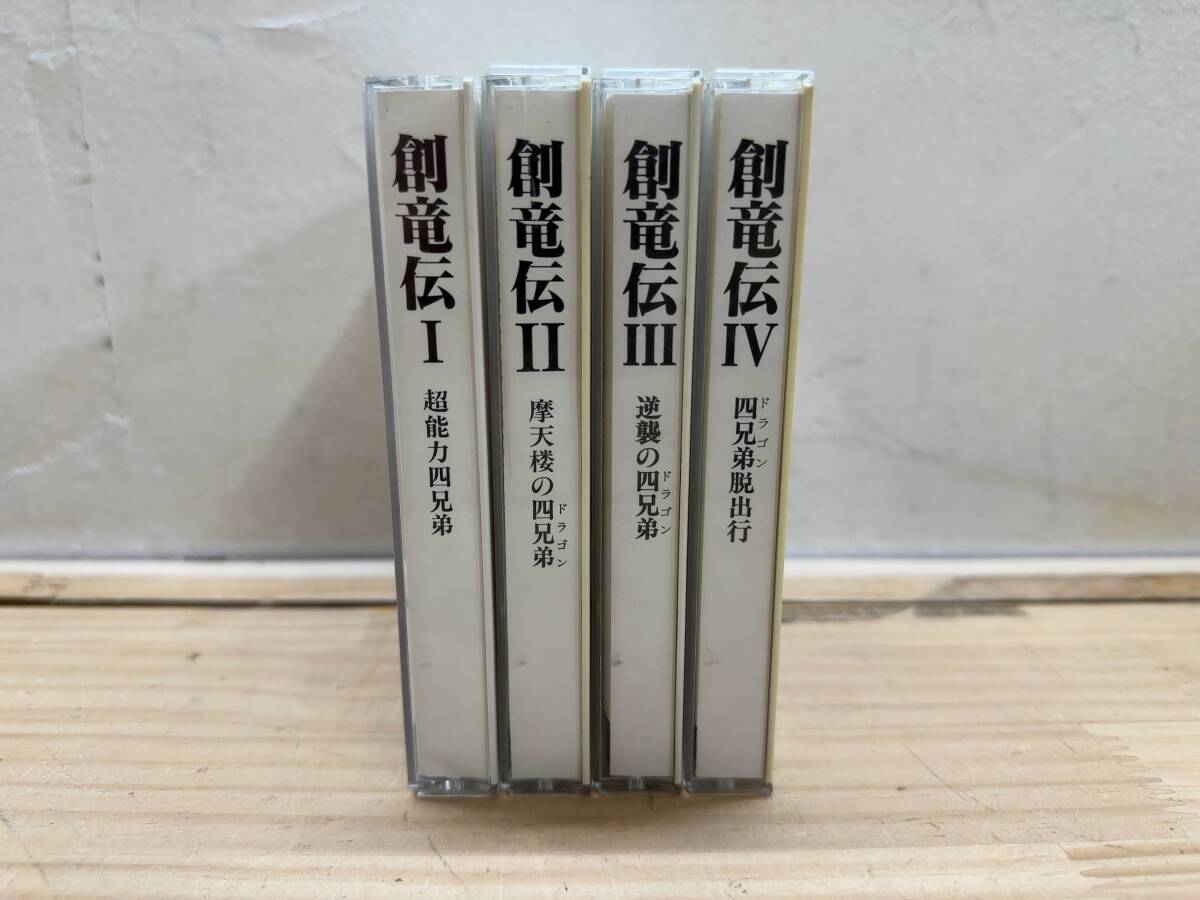 創竜伝I
超能力四兄弟
創竜伝II
摩天楼の四兄弟
ドラゴン
創竜伝III
逆襲の四兄弟
ドラゴン
創竜伝IV
四兄弟脱出行
ドラゴン